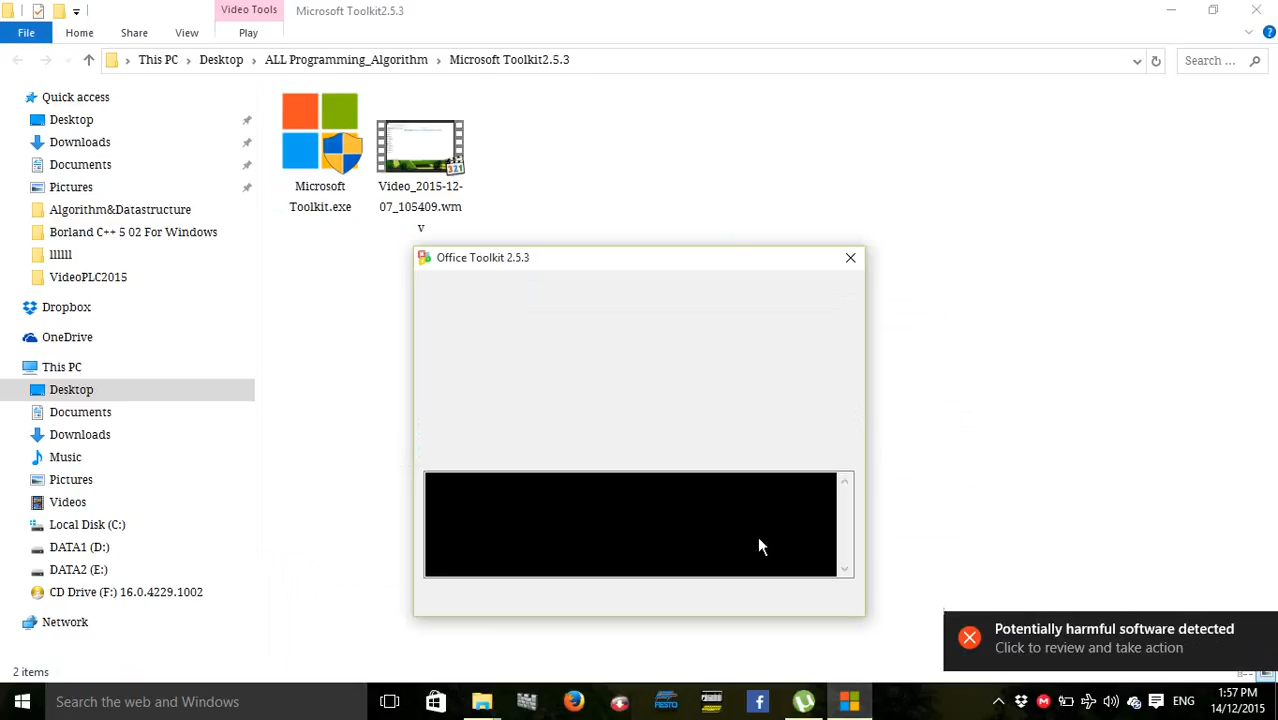 Video Tools
Microsoft Toolkit2.5.3
File
Home
Share
View
Play
This PC
Desktop
ALL Programming_Algorithm
Microsoft Toolkit2.5.3
Search ...
Quick access
Desktop
Downloads
Documents
Pictures
Algorithm&Datastructure
Borland C++ 5 02 For Windows
llllll
VideoPLC2015
Dropbox
OneDrive
This PC
Desktop
Documents
Downloads
Music
Pictures
Videos
Local Disk (C:)
DATA1 (D:)
DATA2 (E:)
CD Drive (F:) 16.0.4229.1002
Network
Microsoft
Toolkit.exe
321
Video_2015-12-
07_105409.wm
v
Office Toolkit 2.5.3
Potentially harmful software detected
Click to review and take action
2 items
Search the web and Windows
FESTO
ENG
1:57 PM
14/12/2015